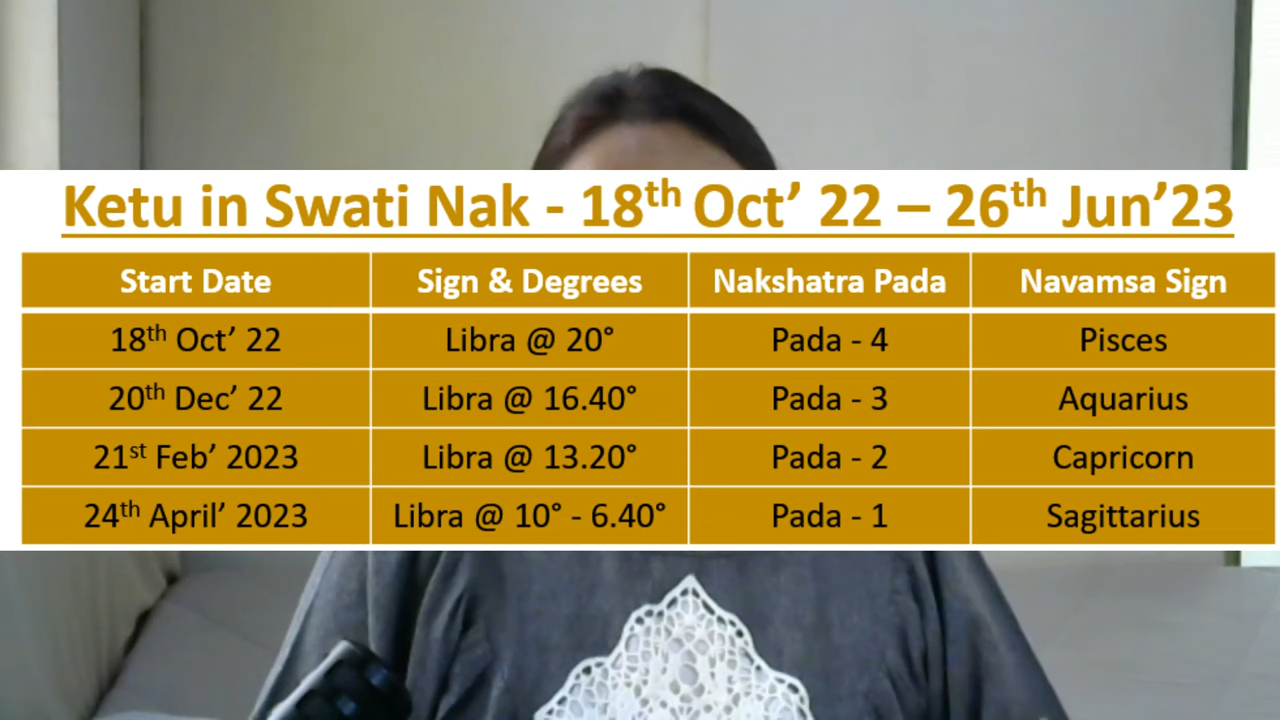 Ketu in Swati Nak - 18th Oct’ 22 – 26th Jun’23
Start Date Sign & Degrees Nakshatra Pada Navamsa Sign
18th Oct’ 22 Libra @ 20° Pada - 4 Pisces
20th Dec’ 22 Libra @ 16.40° Pada - 3 Aquarius
21st Feb’ 2023 Libra @ 13.20° Pada - 2 Capricorn
24th April’ 2023 Libra @ 10° - 6.40° Pada - 1 Sagittarius